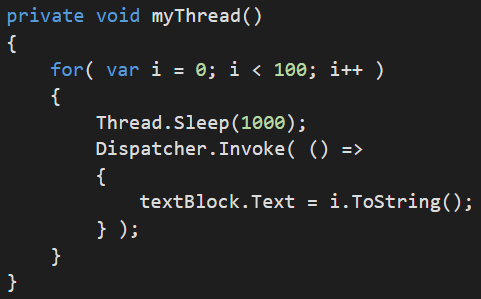 private void myThread()
{
    for( var i = 0; i < 100; i++ )
    {
        Thread.Sleep(1000);
        Dispatcher.Invoke( () =>
        {
            textBlock.Text = i.ToString();
        } );
    }
}